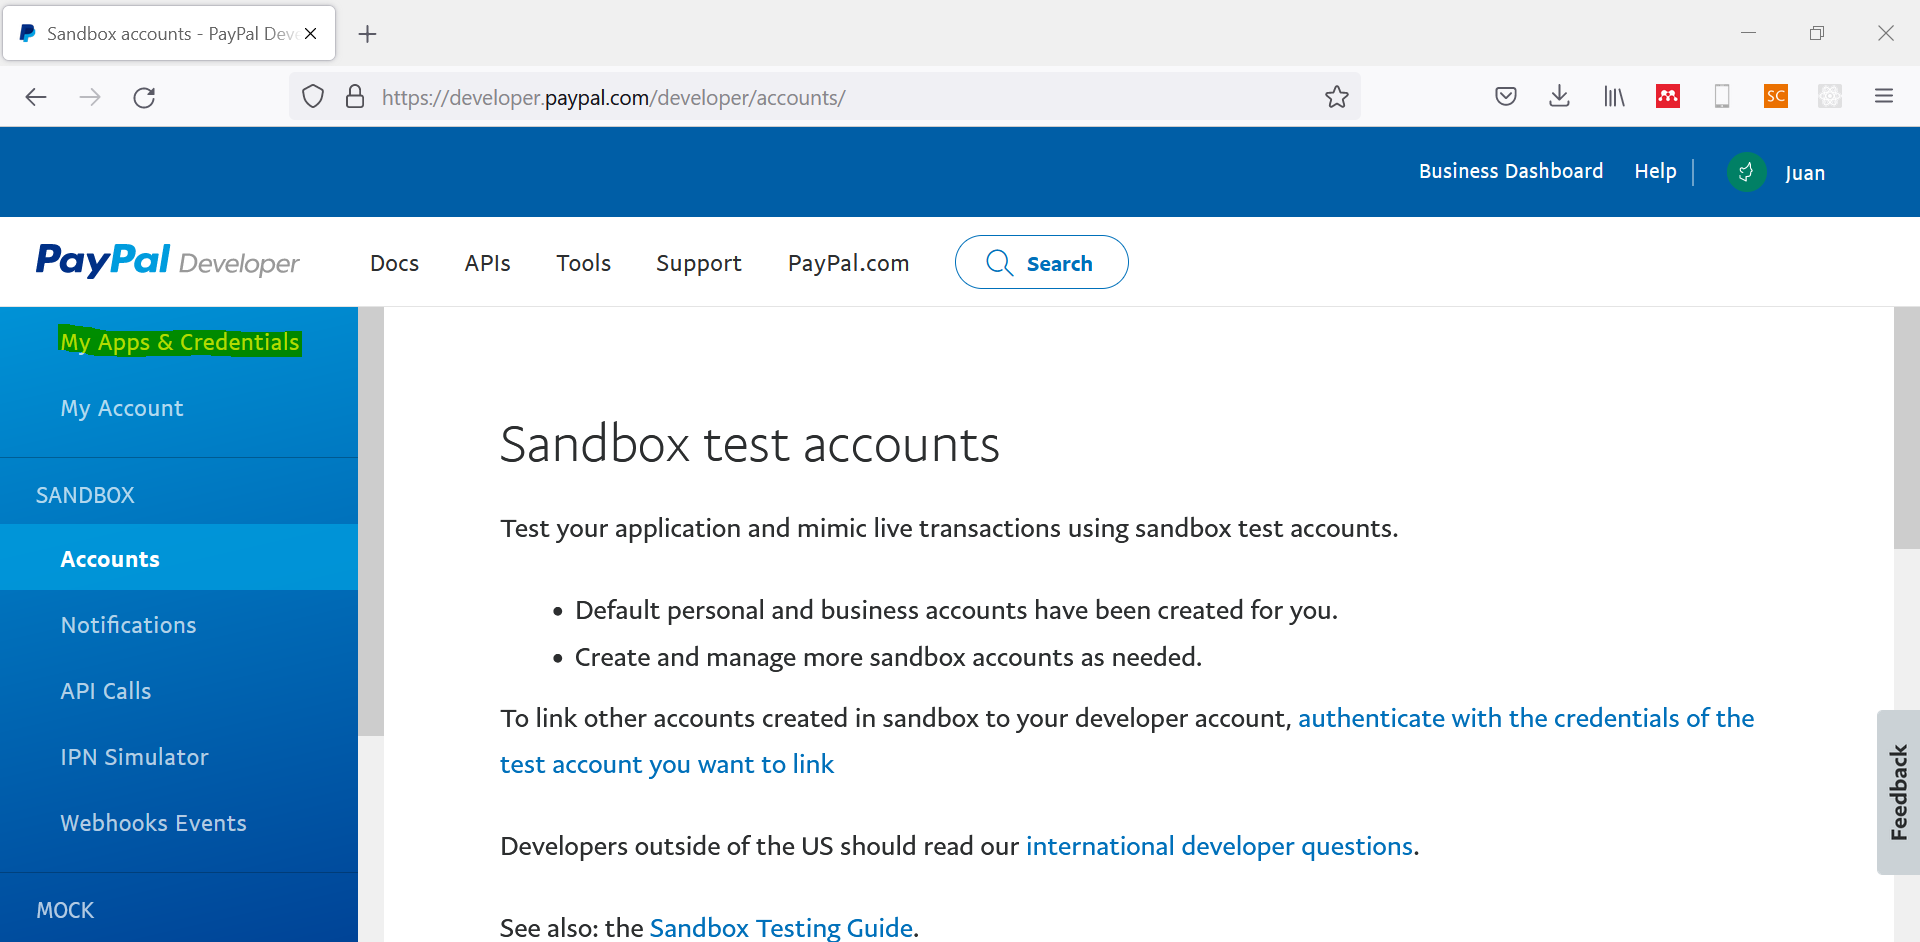 Sandbox accounts - PayPal Dev
https://developer.paypal.com/developer/accounts/
SC
Business Dashboard Help Juan
PayPal Developer Docs APIs Tools Support PayPal.com Search
My Apps & Credentials
My Account
SANDBOX
Accounts
Notifications
API Calls
IPN Simulator
Webhooks Events
MOCK
Sandbox test accounts
Test your application and mimic live transactions using sandbox test accounts.
• Default personal and business accounts have been created for you.
• Create and manage more sandbox accounts as needed.
To link other accounts created in sandbox to your developer account, authenticate with the credentials of the
test account you want to link
Developers outside of the US should read our international developer questions.
See also: the Sandbox Testing Guide.
Feedback